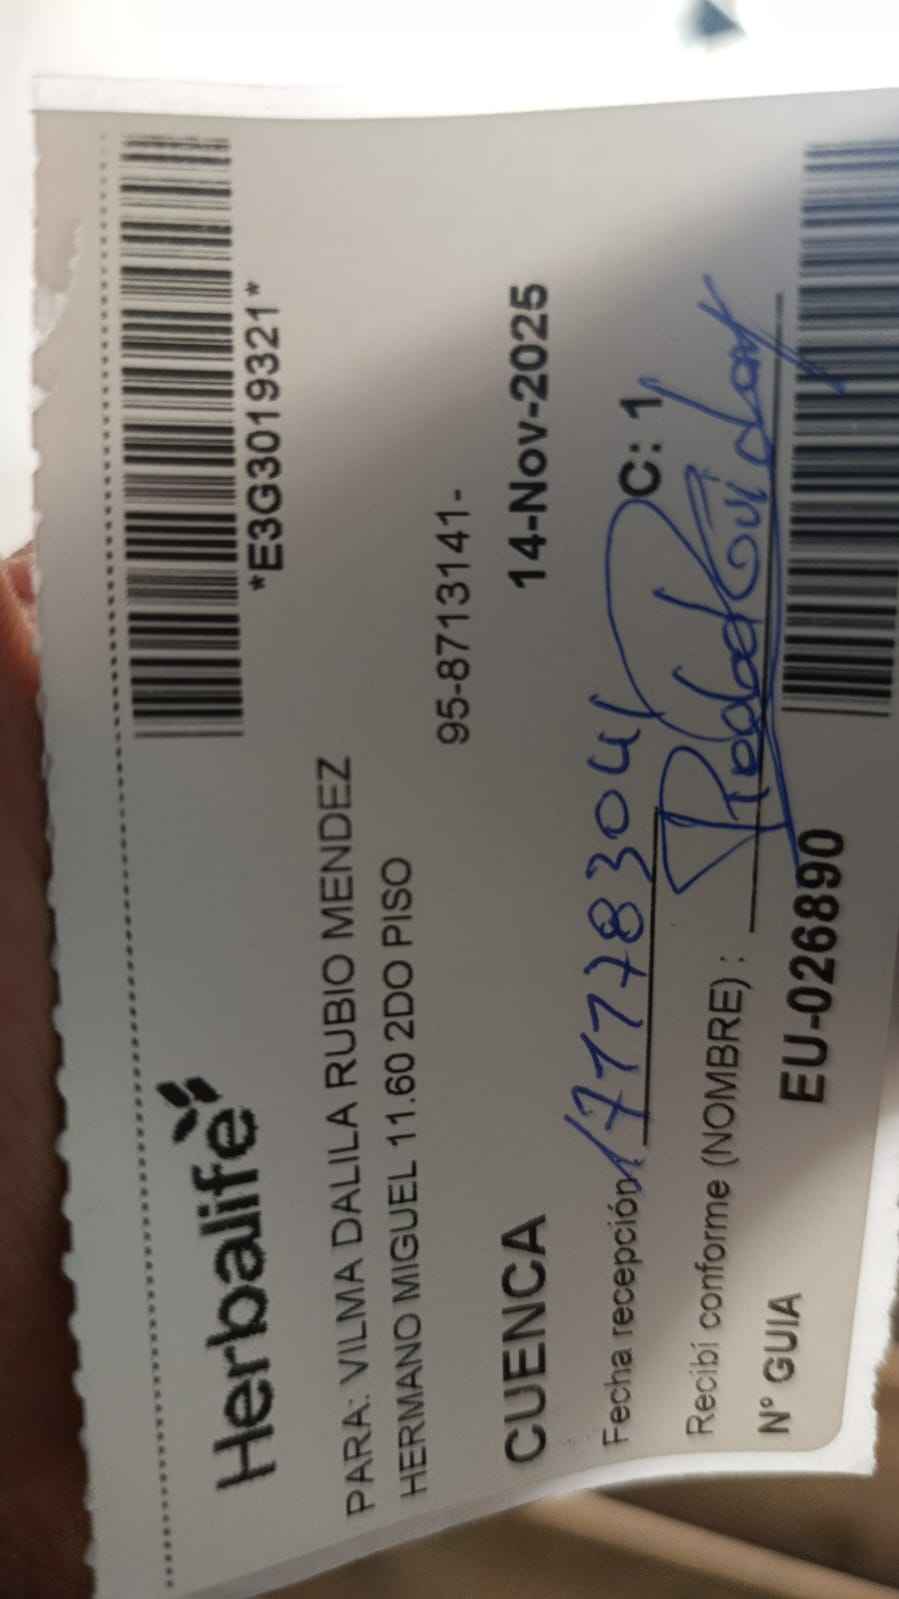 *E3G3019321*
Herbalife
PARA: VILMA DALILA RUBIO MENDEZ
HERMANO MIGUEL 11.60 2DO PISO
95-8713141-
CUENCA 14-Nov-2025
Fecha recepción 1717783041 C: 1
Recibí conforme (NOMBRE) :
N° GUIA EU-026890